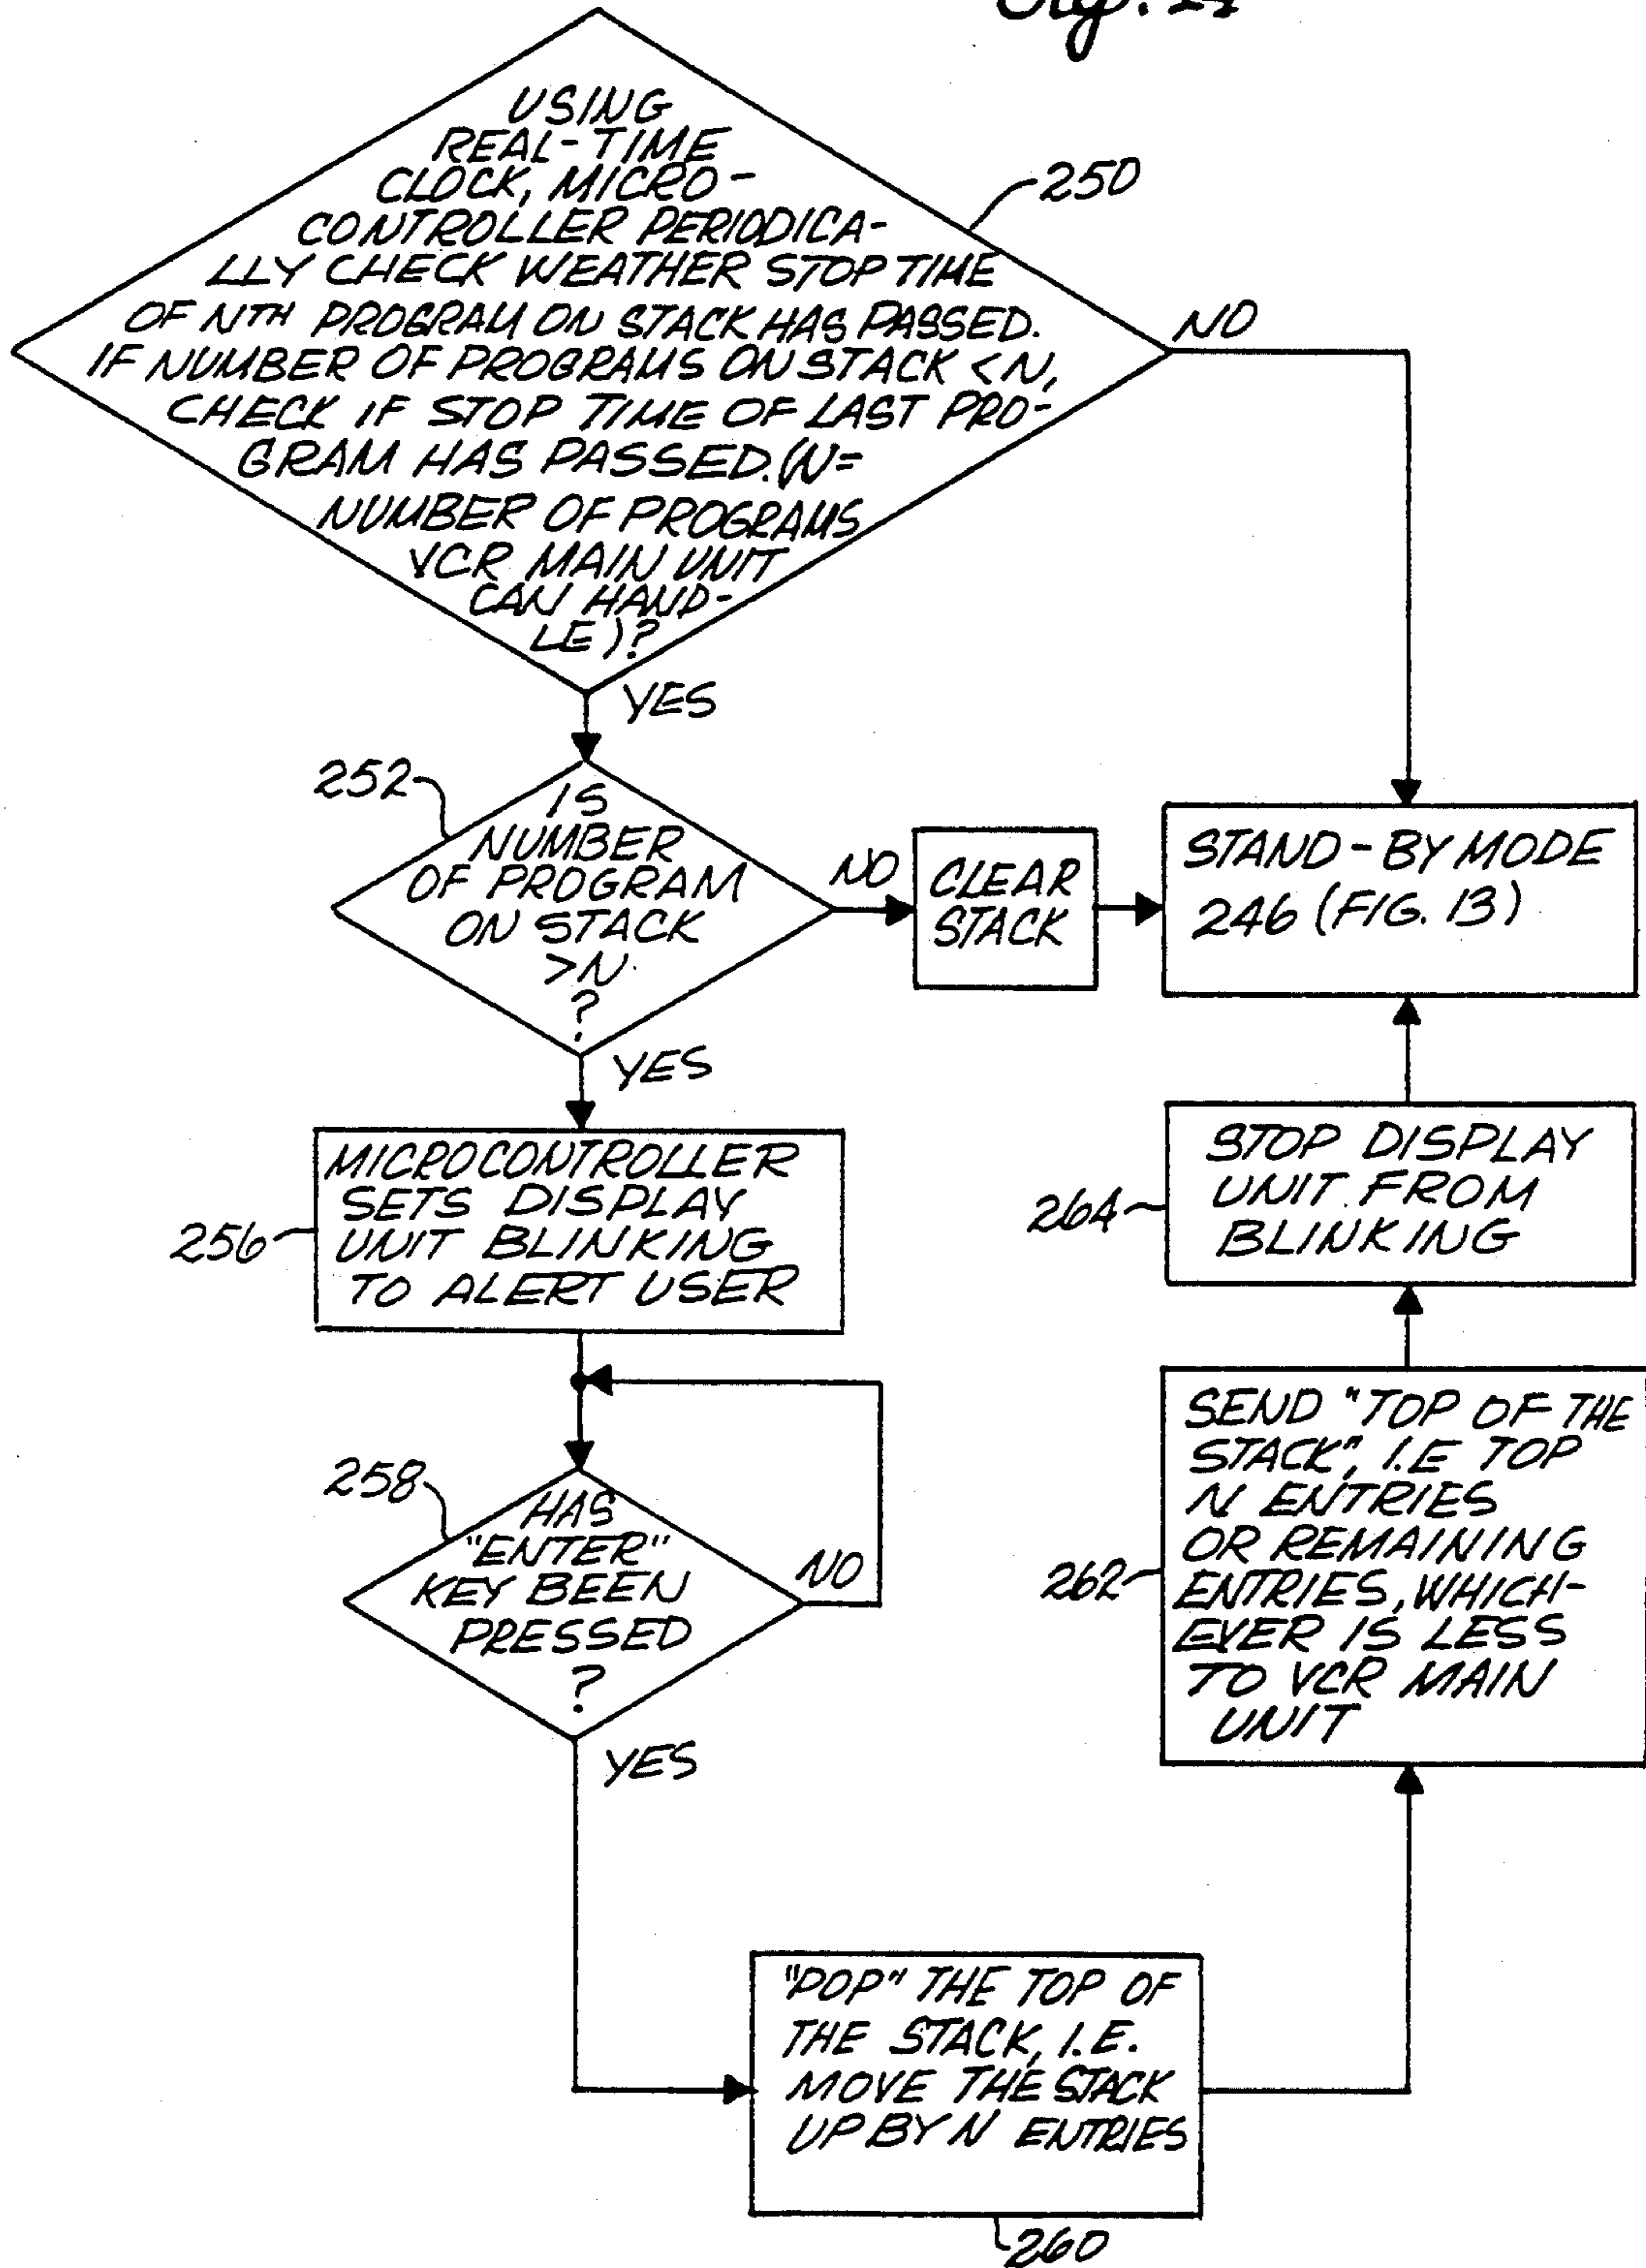 Fig. 14
USING
REAL-TIME
CLOCK, MICRO-
CONTROLLER PERIODICA-
LLY CHECK WEATHER STOP TIME
OF NTH PROGRAM ON STACK HAS PASSED.
IF NUMBER OF PROGRAMS ON STACK <N,
CHECK IF STOP TIME OF LAST PRO-
GRAM HAS PASSED. (N=
NUMBER OF PROGRAMS
VCR MAIN UNIT
CAN HAND-
LE)?
250
NO
YES
252
IS
NUMBER
OF PROGRAM
ON STACK
>N
?
NO
CLEAR
STACK
STAND-BY MODE
246 (FIG. 13)
YES
MICROCONTROLLER
SETS DISPLAY
UNIT BLINKING
TO ALERT USER
256
STOP DISPLAY
UNIT FROM
BLINKING
264
258
HAS
"ENTER"
KEY BEEN
PRESSED
?
NO
YES
SEND "TOP OF THE
STACK", I.E TOP
N ENTRIES
OR REMAINING
ENTRIES, WHICH-
EVER IS LESS
TO VCR MAIN
UNIT
262
"POP" THE TOP OF
THE STACK, I.E.
MOVE THE STACK
UP BY N ENTRIES
260